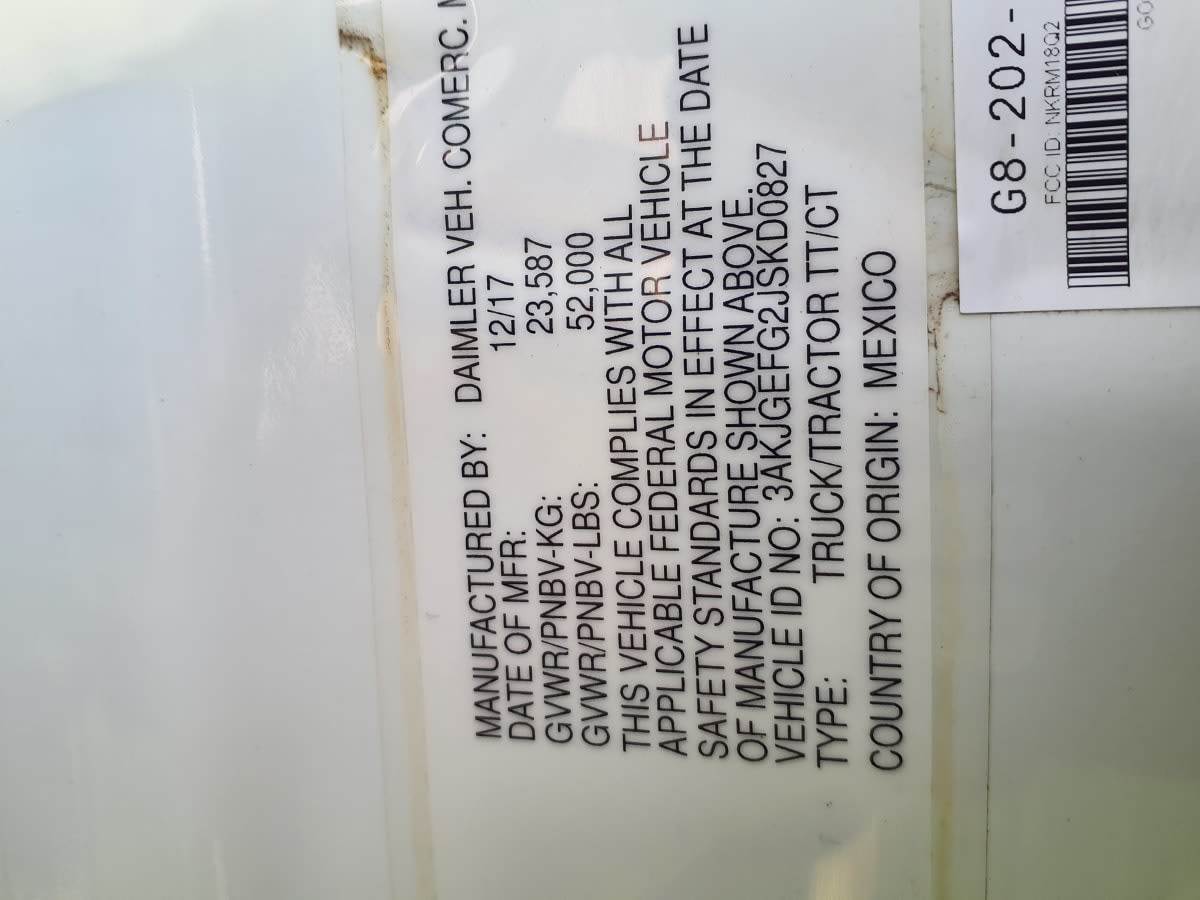 MANUFACTURED BY: DAIMLER VEH. COMERC.
DATE OF MFR: 12/17
GVWR/PNBV-KG: 23,587
GVWR/PNBV-LBS: 52,000
THIS VEHICLE COMPLIES WITH ALL
APPLICABLE FEDERAL MOTOR VEHICLE
SAFETY STANDARDS IN EFFECT AT THE DATE
OF MANUFACTURE SHOWN ABOVE.
VEHICLE ID NO: 3AKJGEFG2JSKD0827
TYPE: TRUCK/TRACTOR TT/CT
COUNTRY OF ORIGIN: MEXICO
G8-202-
FCC ID: NKRM18Q2